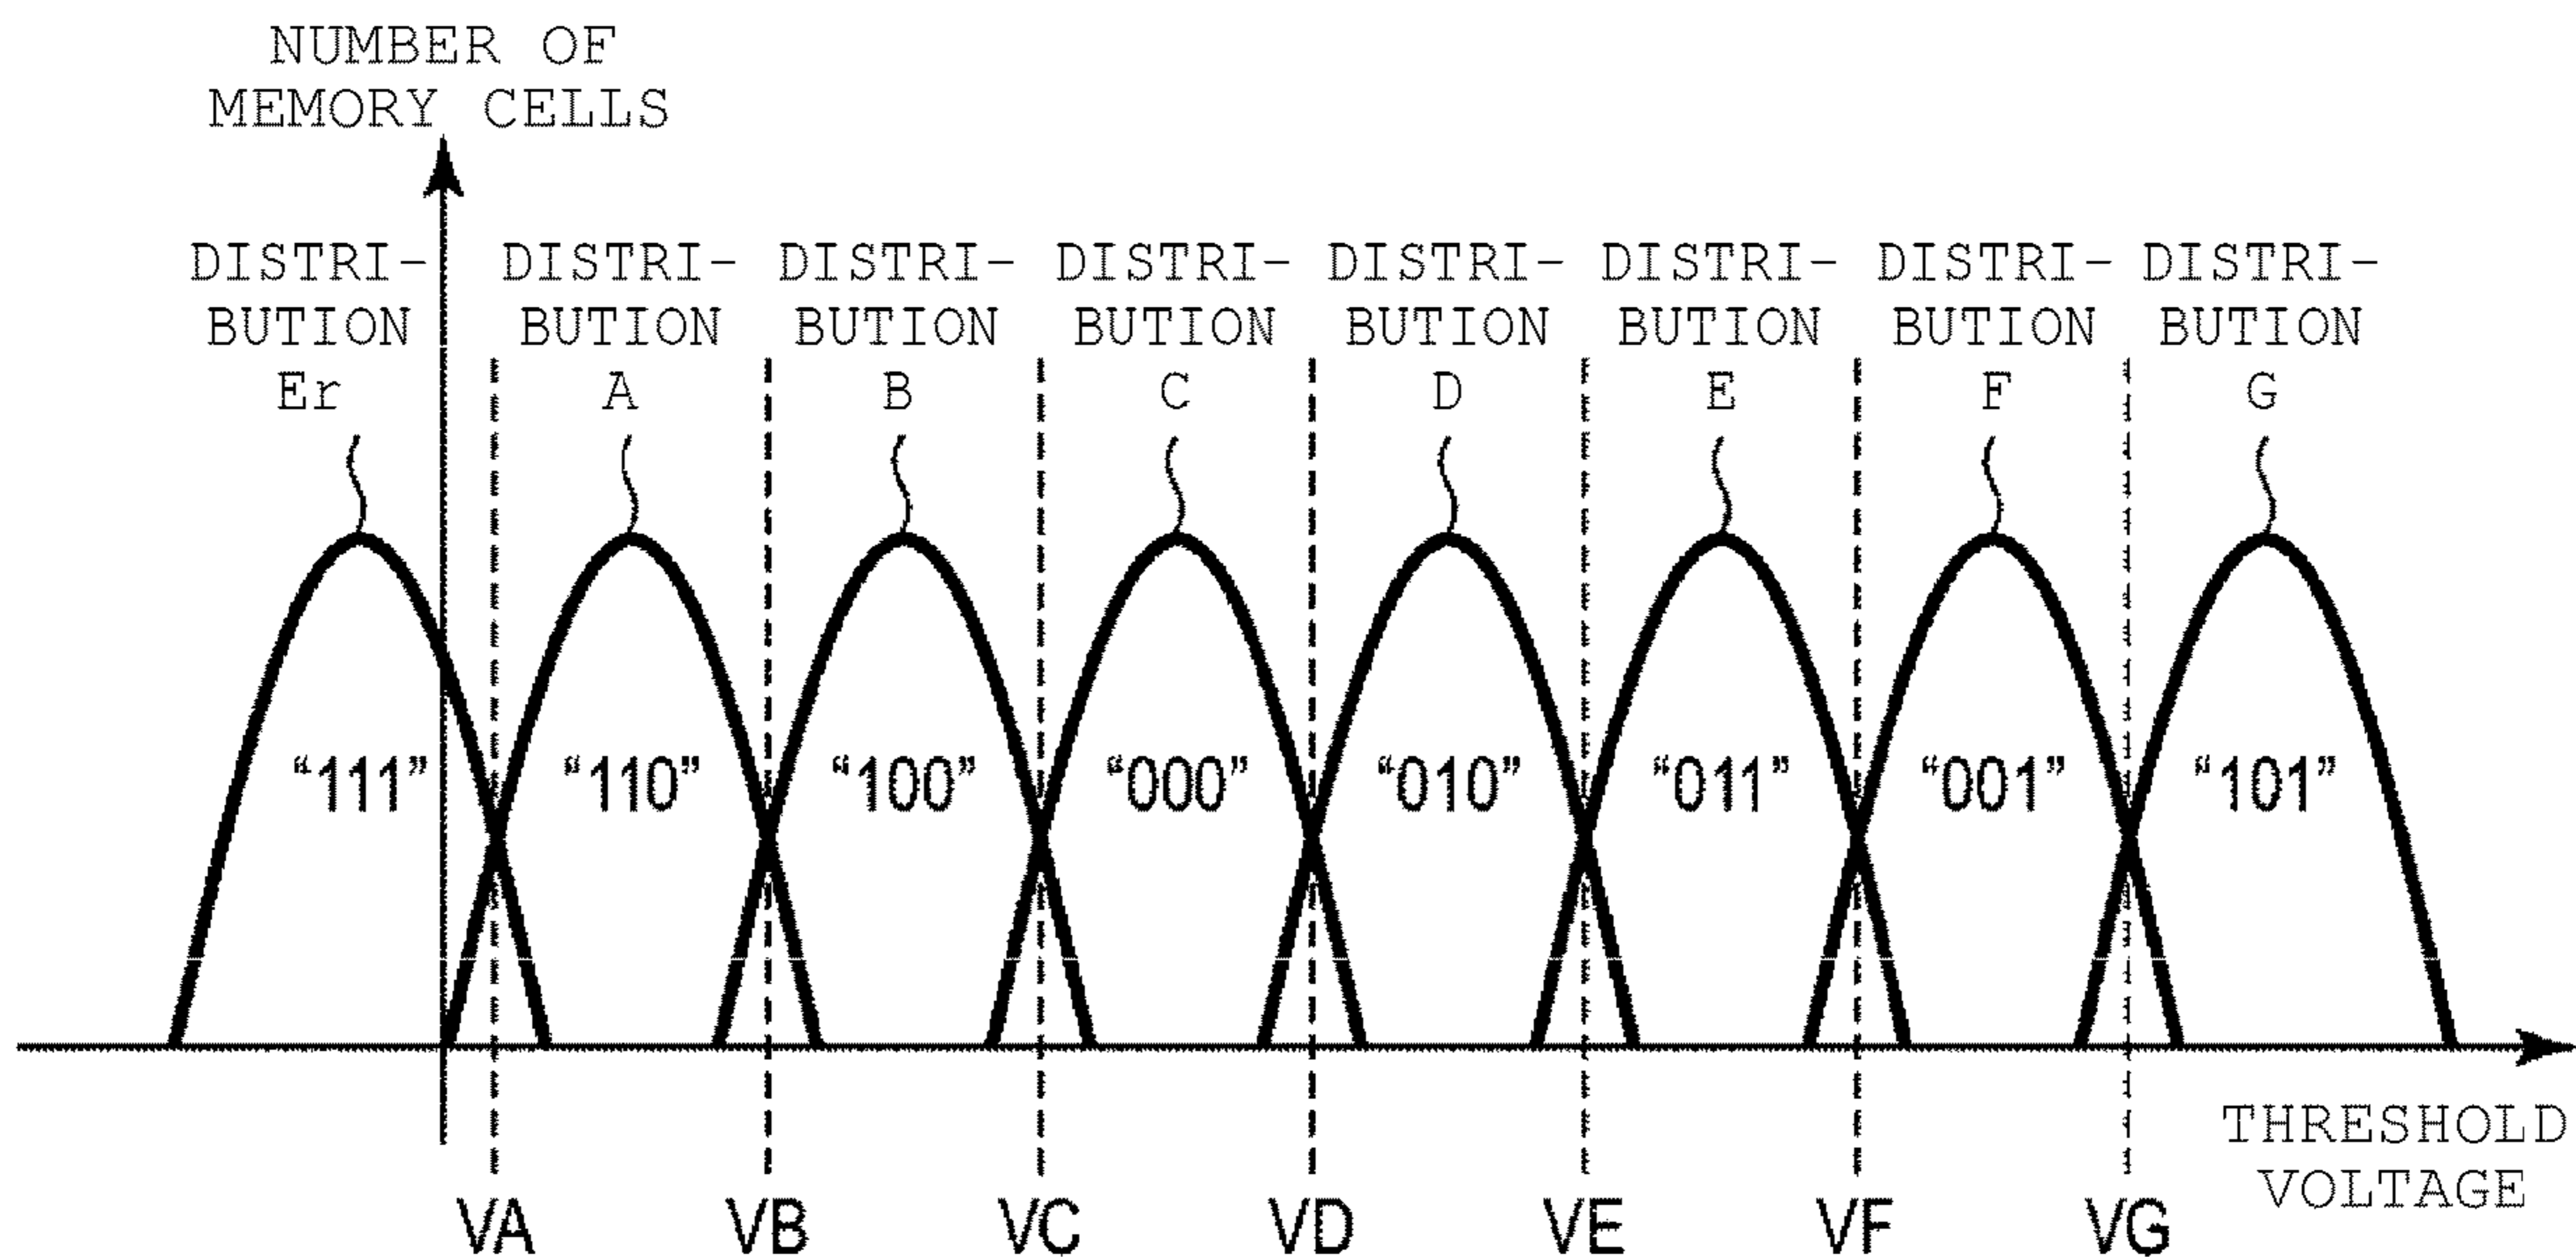 NUMBER OF
MEMORY CELLS
DISTRI- DISTRI- DISTRI- DISTRI- DISTRI- DISTRI- DISTRI- DISTRI-
BUTION BUTION BUTION BUTION BUTION BUTION BUTION BUTION
Er A B C D E F G
“111” “110” “100” “000” “010” “011” “001” “101”
THRESHOLD
VOLTAGE
VA VB VC VD VE VF VG